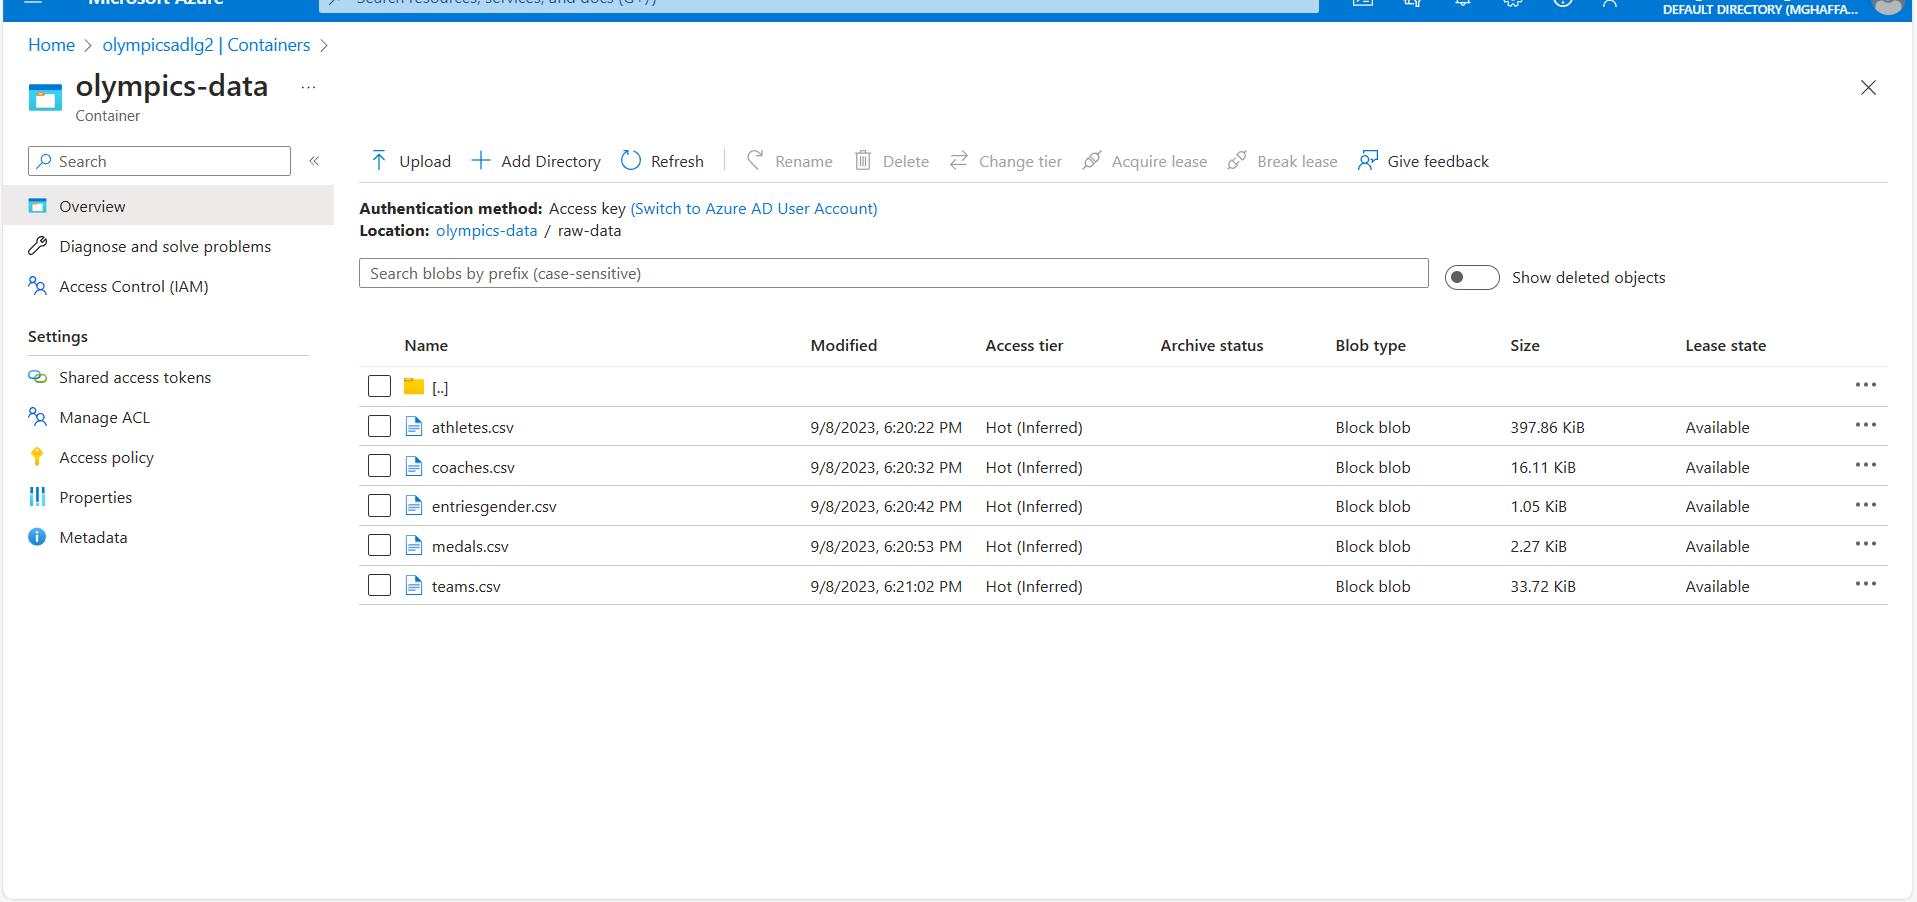 Microsoft Azure
Search resources, services, and docs (G+/)
DEFAULT DIRECTORY (MGHAFFA...
Home > olympicsadlg2 | Containers >
olympics-data ...
Container
Search «
Upload Add Directory Refresh Rename Delete Change tier Acquire lease Break lease Give feedback
Overview
Diagnose and solve problems
Access Control (IAM)
Settings
Shared access tokens
Manage ACL
Access policy
Properties
Metadata
Authentication method: Access key (Switch to Azure AD User Account)
Location: olympics-data / raw-data
Search blobs by prefix (case-sensitive)
Show deleted objects
Name Modified Access tier Archive status Blob type Size Lease state
[..]
athletes.csv 9/8/2023, 6:20:22 PM Hot (Inferred) Block blob 397.86 KiB Available
coaches.csv 9/8/2023, 6:20:32 PM Hot (Inferred) Block blob 16.11 KiB Available
entriesgender.csv 9/8/2023, 6:20:42 PM Hot (Inferred) Block blob 1.05 KiB Available
medals.csv 9/8/2023, 6:20:53 PM Hot (Inferred) Block blob 2.27 KiB Available
teams.csv 9/8/2023, 6:21:02 PM Hot (Inferred) Block blob 33.72 KiB Available